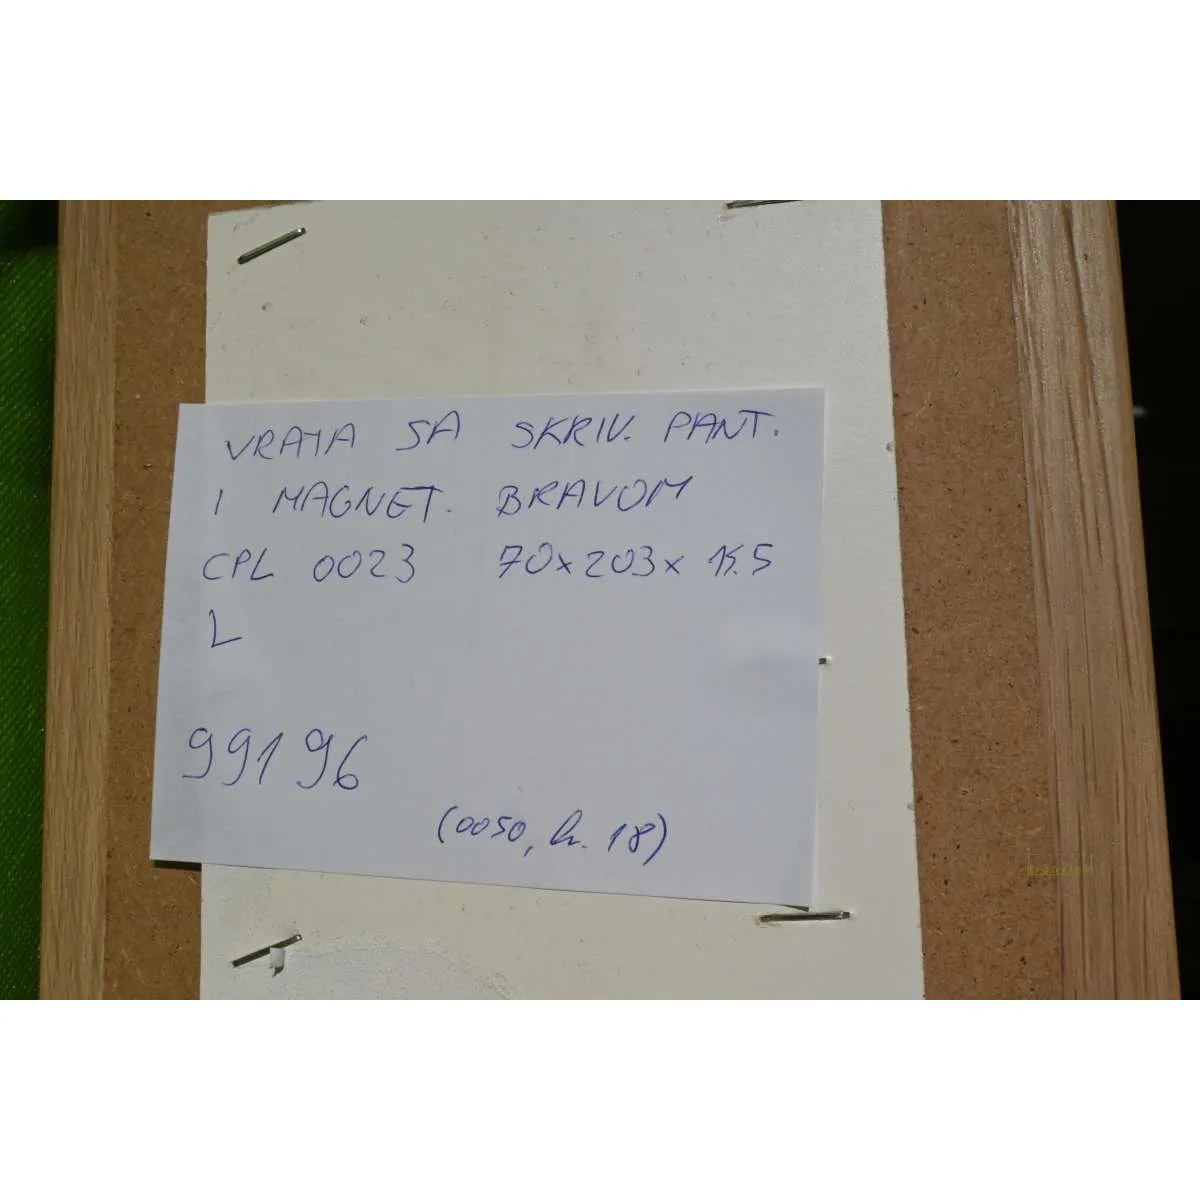 VRATA SA SKRIV. PANT.
I MAGNET. BRAVOM
CPL 0023 70x203x 15.5
L
99196
(0050, h. 18)